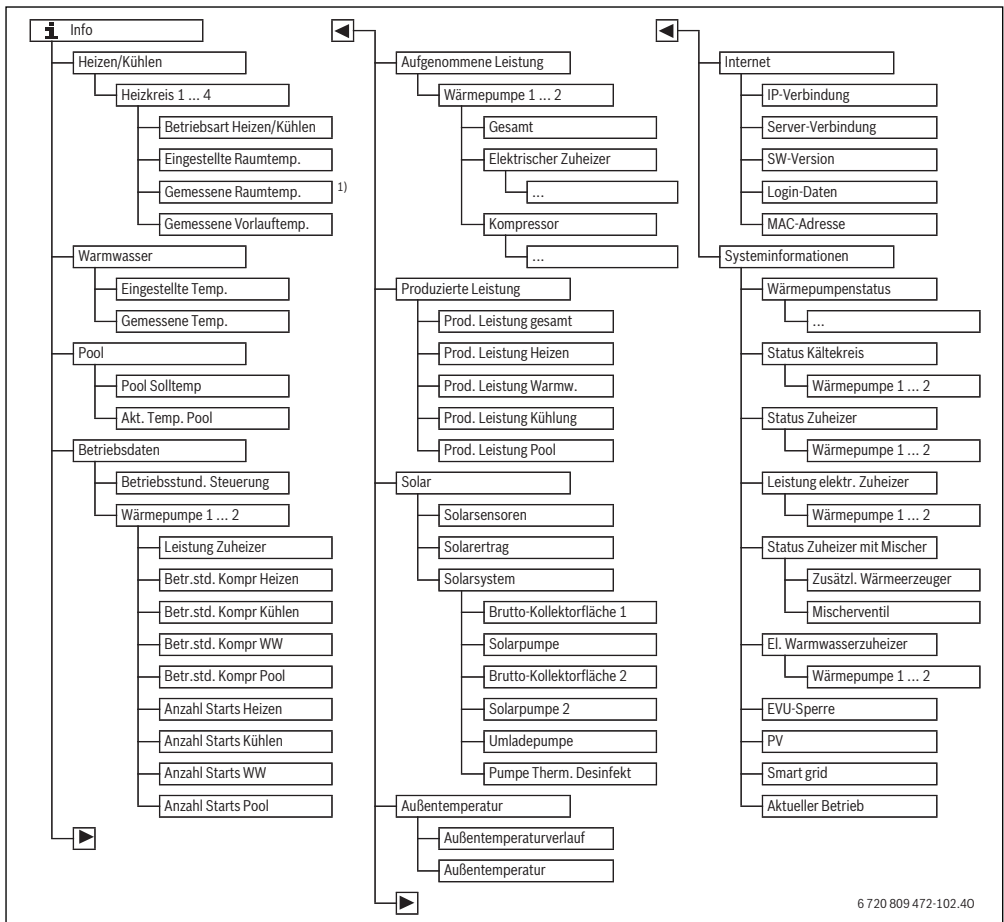 i Info
Heizen/Kühlen
Heizkreis 1 ... 4
Betriebsart Heizen/Kühlen
Eingestellte Raumtemp.
Gemessene Raumtemp. 1)
Gemessene Vorlauftemp.
Warmwasser
Eingestellte Temp.
Gemessene Temp.
Pool
Pool Solltemp
Akt. Temp. Pool
Betriebsdaten
Betriebsstund. Steuerung
Wärmepumpe 1 ... 2
Leistung Zuheizer
Betr.std. Kompr Heizen
Betr.std. Kompr Kühlen
Betr.std. Kompr WW
Betr.std. Kompr Pool
Anzahl Starts Heizen
Anzahl Starts Kühlen
Anzahl Starts WW
Anzahl Starts Pool
Aufgenommene Leistung
Wärmepumpe 1 ... 2
Gesamt
Elektrischer Zuheizer
...
Kompressor
...
Produzierte Leistung
Prod. Leistung gesamt
Prod. Leistung Heizen
Prod. Leistung Warmw.
Prod. Leistung Kühlung
Prod. Leistung Pool
Solar
Solarsensoren
Solarertrag
Solarsystem
Brutto-Kollektorfläche 1
Solarpumpe
Brutto-Kollektorfläche 2
Solarpumpe 2
Umladepumpe
Pumpe Therm. Desinfekt
Außentemperatur
Außentemperaturverlauf
Außentemperatur
Internet
IP-Verbindung
Server-Verbindung
SW-Version
Login-Daten
MAC-Adresse
Systeminformationen
Wärmepumpenstatus
...
Status Kältekreis
Wärmepumpe 1 ... 2
Status Zuheizer
Wärmepumpe 1 ... 2
Leistung elektr. Zuheizer
Wärmepumpe 1 ... 2
Status Zuheizer mit Mischer
Zusätzl. Wärmeerzeuger
Mischerventil
El. Warmwasserzuheizer
Wärmepumpe 1 ... 2
EVU-Sperre
PV
Smart grid
Aktueller Betrieb
6 720 809 472-102.4O